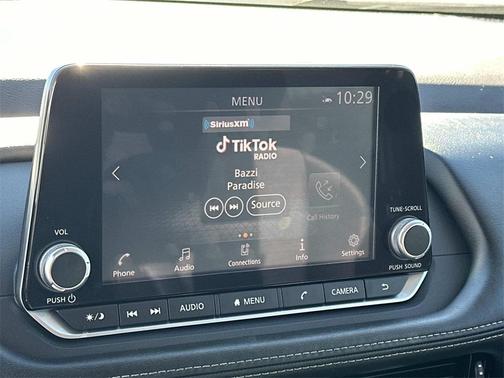 MENU
10:29
SiriusXm
TikTok
RADIO
Bazzi
Paradise
Source
Call History
TUNE·SCROLL
VOL
Phone
Audio
Connections
Info
Settings
PUSH
PUSH SOUND
AUDIO
MENU
CAMERA